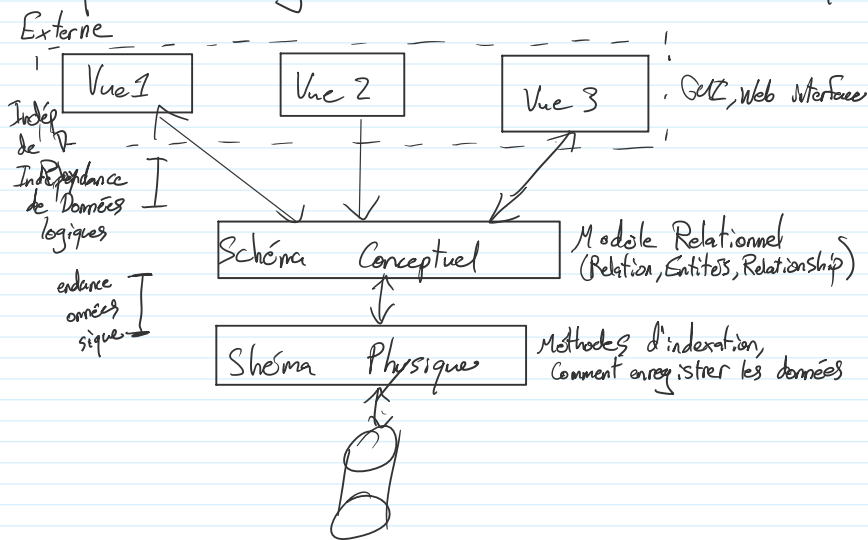 Externe
Vue 1
Vue 2
Vue 3
GUI, Web interface
Indép
de D
Indépendance
de Données
logiques
Schéma Conceptuel
Modèle Relationnel
(Relation, Entités, Relationship)
endance
onnées
sique
Shéma Physique
Méthodes d'indexation,
Comment enregistrer les données